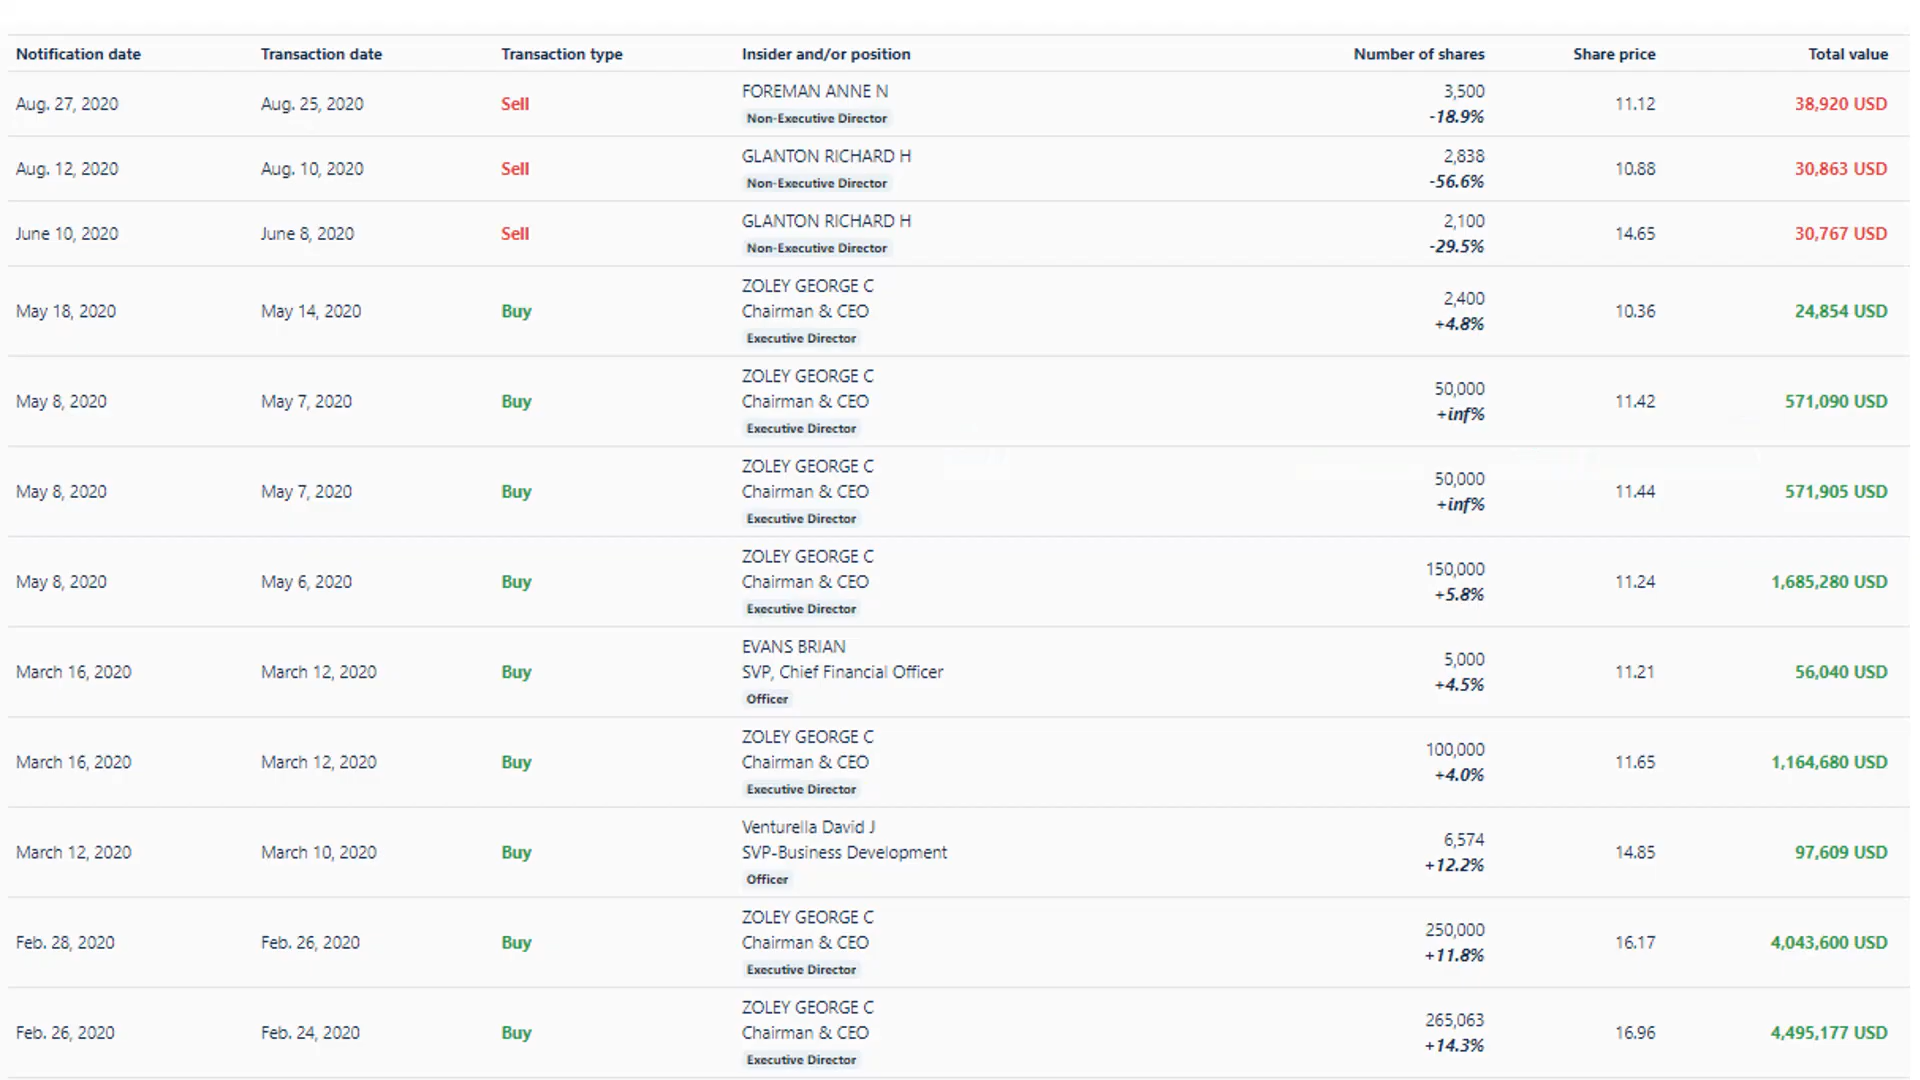 Notification date Transaction date Transaction type Insider and/or position Number of shares Share price Total value
Aug. 27, 2020 Aug. 25, 2020 Sell FOREMAN ANNE N 3,500 11.12 38,920 USD
Non-Executive Director -18.9%
Aug. 12, 2020 Aug. 10, 2020 Sell GLANTON RICHARD H 2,838 10.88 30,863 USD
Non-Executive Director -56.6%
June 10, 2020 June 8, 2020 Sell GLANTON RICHARD H 2,100 14.65 30,767 USD
Non-Executive Director -29.5%
ZOLEY GEORGE C 2,400
May 18, 2020 May 14, 2020 Buy Chairman & CEO 10.36 24,854 USD
Executive Director +4.8%
ZOLEY GEORGE C 50,000
May 8, 2020 May 7, 2020 Buy Chairman & CEO 11.42 571,090 USD
Executive Director +inf%
ZOLEY GEORGE C 50,000
May 8, 2020 May 7, 2020 Buy Chairman & CEO 11.44 571,905 USD
Executive Director +inf%
ZOLEY GEORGE C 150,000
May 8, 2020 May 6, 2020 Buy Chairman & CEO 11.24 1,685,280 USD
Executive Director +5.8%
EVANS BRIAN 5,000
March 16, 2020 March 12, 2020 Buy SVP, Chief Financial Officer 11.21 56,040 USD
Officer +4.5%
ZOLEY GEORGE C 100,000
March 16, 2020 March 12, 2020 Buy Chairman & CEO 11.65 1,164,680 USD
Executive Director +4.0%
Venturella David J 6,574
March 12, 2020 March 10, 2020 Buy SVP-Business Development 14.85 97,609 USD
Officer +12.2%
ZOLEY GEORGE C 250,000
Feb. 28, 2020 Feb. 26, 2020 Buy Chairman & CEO 16.17 4,043,600 USD
Executive Director +11.8%
ZOLEY GEORGE C 265,063
Feb. 26, 2020 Feb. 24, 2020 Buy Chairman & CEO 16.96 4,495,177 USD
Executive Director +14.3%